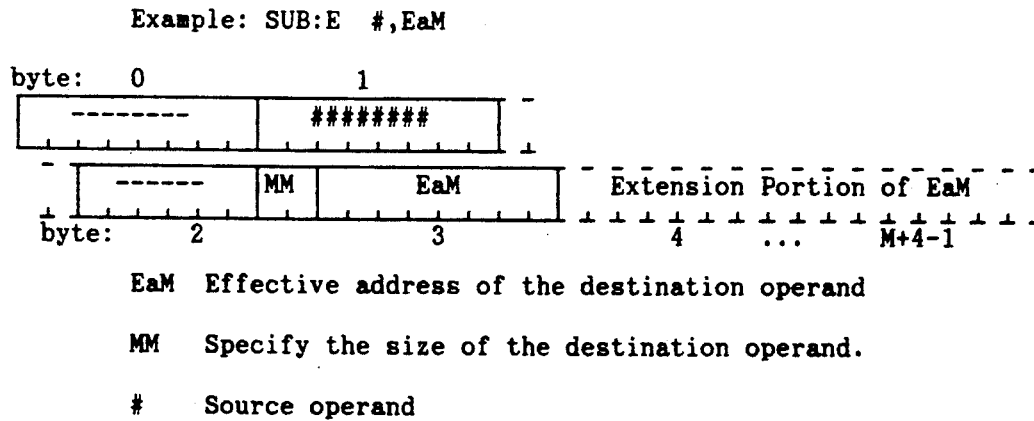 Example: SUB:E #,EaM
byte: 0 1
-------- ########
------ MM EaM Extension Portion of EaM
byte: 2 3 4 ... M+4-1
EaM Effective address of the destination operand
MM Specify the size of the destination operand.
# Source operand